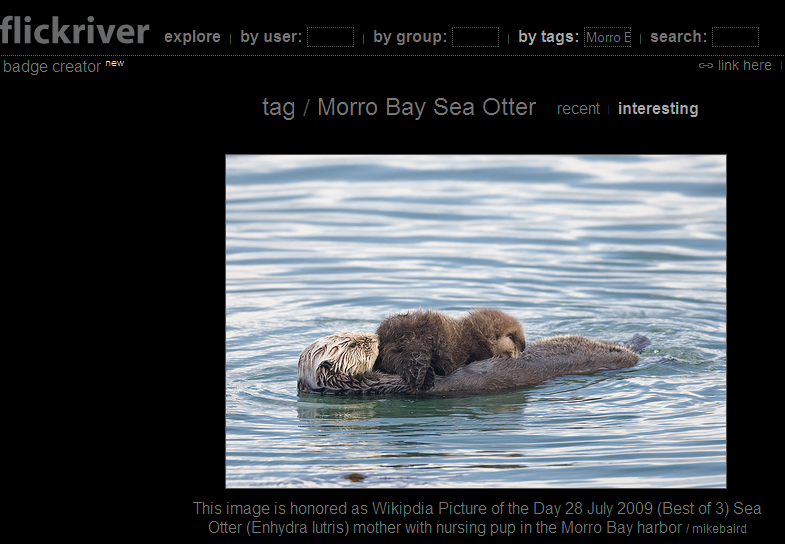 flickriver explore by user: by group: by tags: Morro B search:
badge creator new link here
tag / Morro Bay Sea Otter recent interesting
This image is honored as Wikipdia Picture of the Day 28 July 2009 (Best of 3) Sea
Otter (Enhydra lutris) mother with nursing pup in the Morro Bay harbor / mikebaird